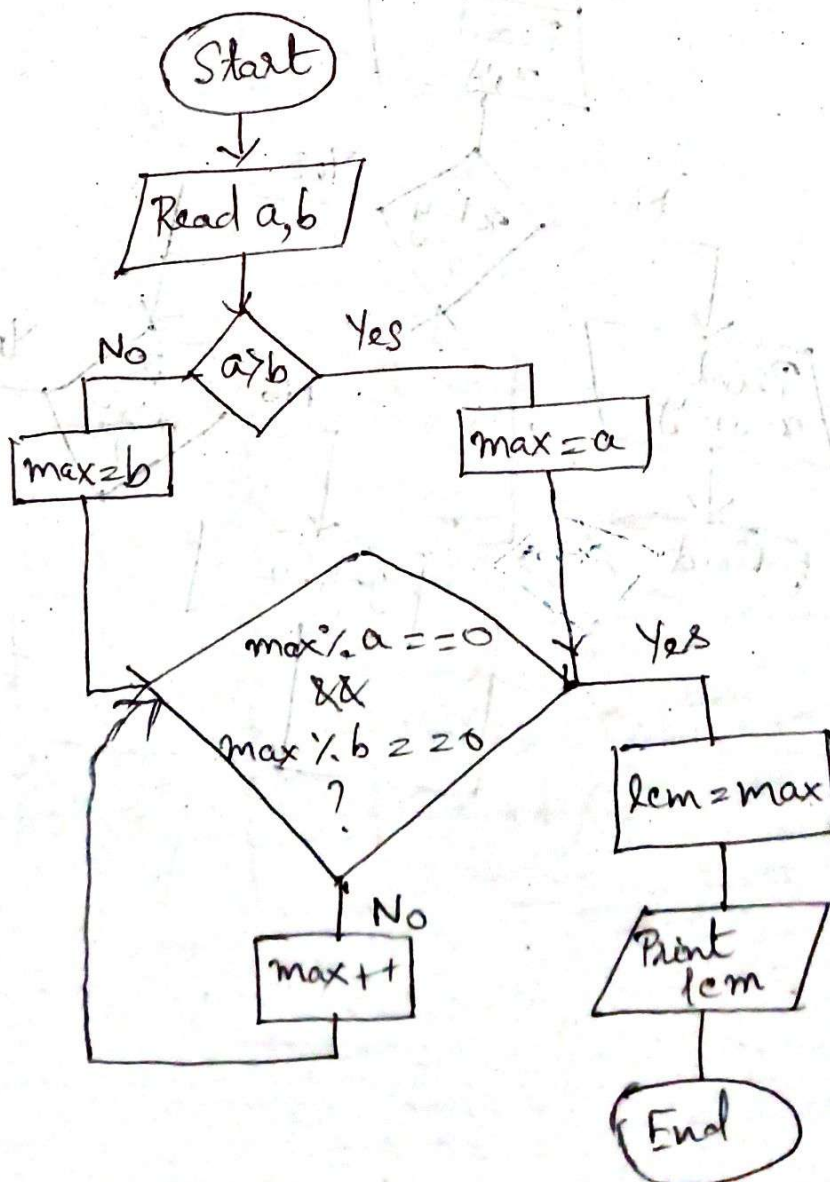 Start
Read a,b
a>b
No
Yes
max=b
max=a
max%a==0
&&
max%b==0
?
Yes
No
max++
lcm=max
Print
lcm
End